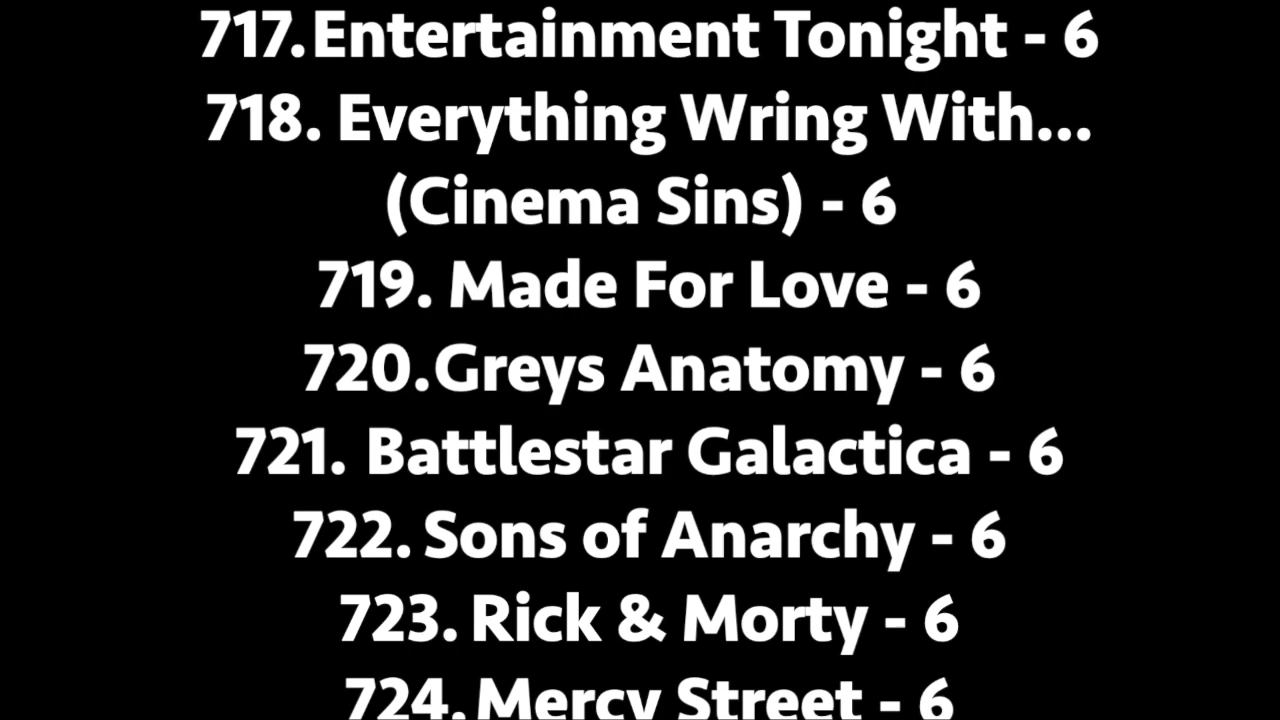 717. Entertainment Tonight - 6
718. Everything Wring With...
(Cinema Sins) - 6
719. Made For Love - 6
720. Greys Anatomy - 6
721. Battlestar Galactica - 6
722. Sons of Anarchy - 6
723. Rick & Morty - 6
724. Mercy Street - 6